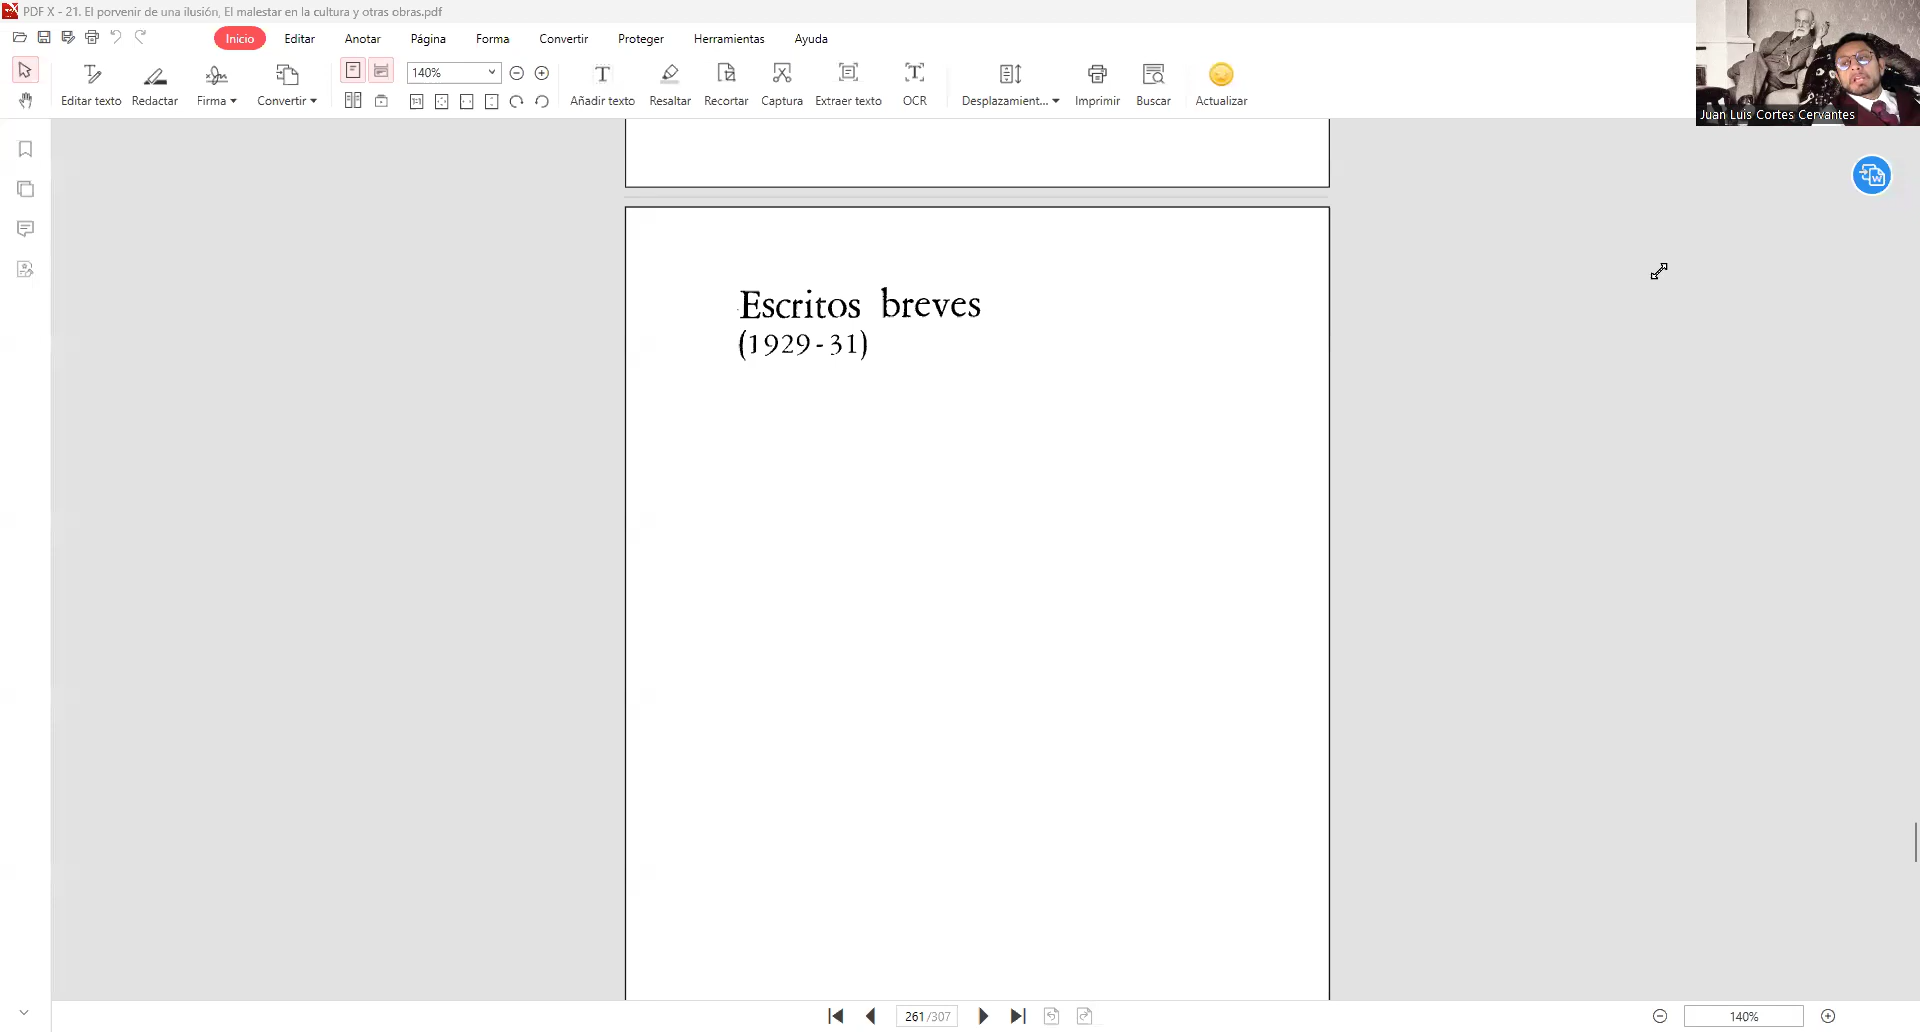 PDF X - 21. El porvenir de una ilusión, El malestar en la cultura y otras obras.pdf
Inicio Editar Anotar Página Forma Convertir Proteger Herramientas Ayuda
140%
Editar texto Redactar Firma Convertir Añadir texto Resaltar Recortar Captura Extraer texto OCR Desplazamient... Imprimir Buscar Actualizar
Juan Luis Cortes Cervantes
Escritos breves
(1929-31)
261/307
140%